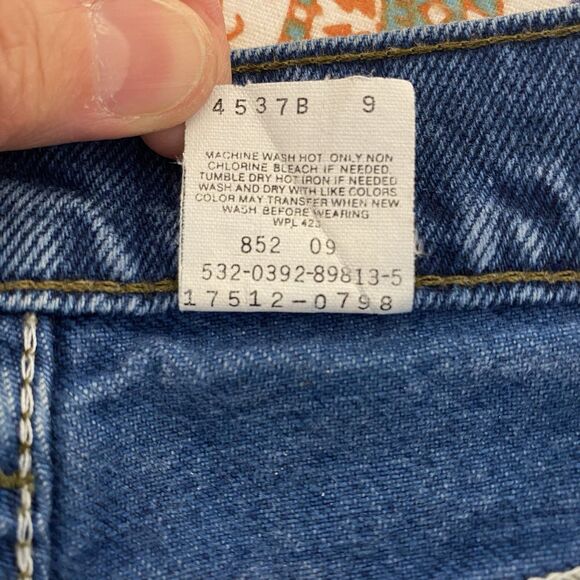 4537B 9
MACHINE WASH HOT. ONLY NON
CHLORINE BLEACH IF NEEDED.
TUMBLE DRY HOT IRON IF NEEDED
WASH AND DRY WITH LIKE COLORS
COLOR MAY TRANSFER WHEN NEW
WASH BEFORE WEARING
WPL 423
852 09
532-0392-89813-5
17512-0798